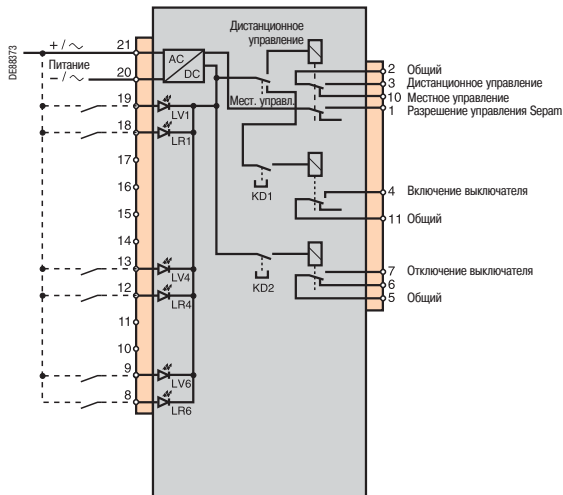 DE88373
Дистанционное
управление
+ / ~
21
Питание
− / ~
20
AC
DC
19
LV1
Мест. управл.
18
LR1
17
16
15
14
13
LV4
12
LR4
11
10
9
LV6
8
LR6
KD1
KD2
2 Общий
3 Дистанционное управление
10 Местное управление
1 Разрешение управления Sepam
4 Включение выключателя
11 Общий
7 Отключение выключателя
6
5 Общий